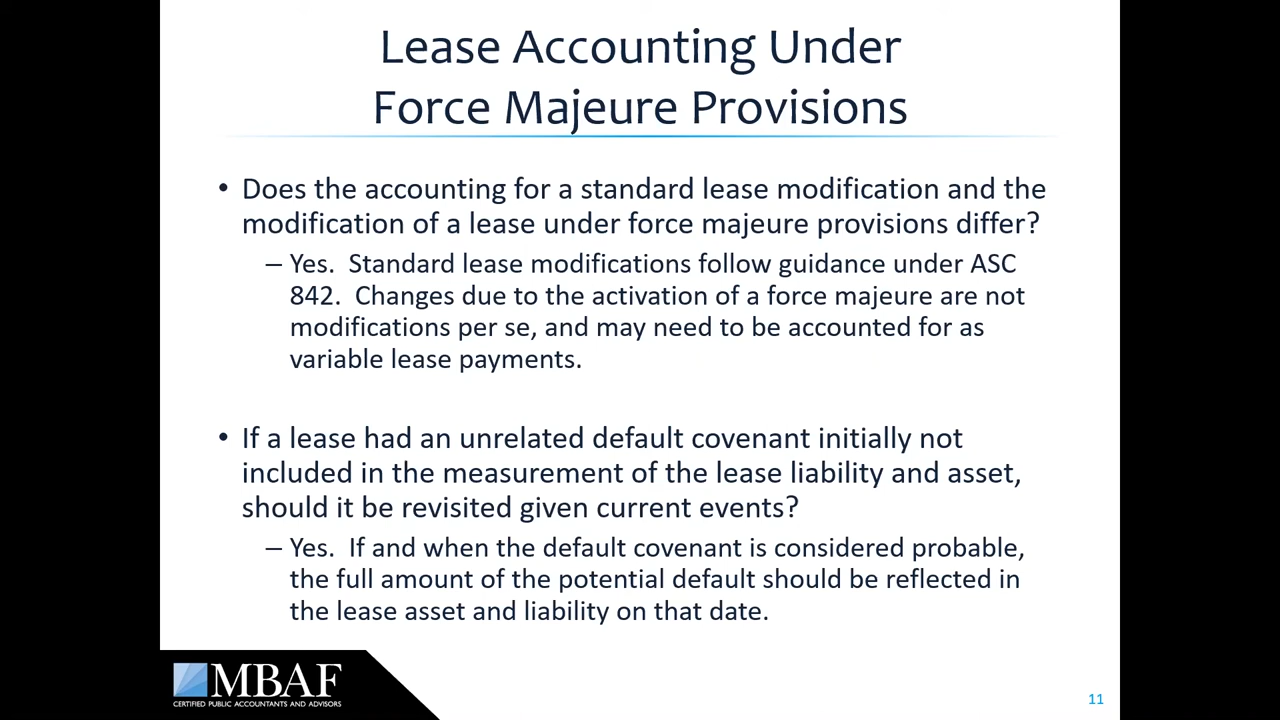 Lease Accounting Under
Force Majeure Provisions
• Does the accounting for a standard lease modification and the
modification of a lease under force majeure provisions differ?
– Yes.  Standard lease modifications follow guidance under ASC
842.  Changes due to the activation of a force majeure are not
modifications per se, and may need to be accounted for as
variable lease payments.
• If a lease had an unrelated default covenant initially not
included in the measurement of the lease liability and asset,
should it be revisited given current events?
– Yes.  If and when the default covenant is considered probable,
the full amount of the potential default should be reflected in
the lease asset and liability on that date.
MBAF
CERTIFIED PUBLIC ACCOUNTANTS AND ADVISORS
11